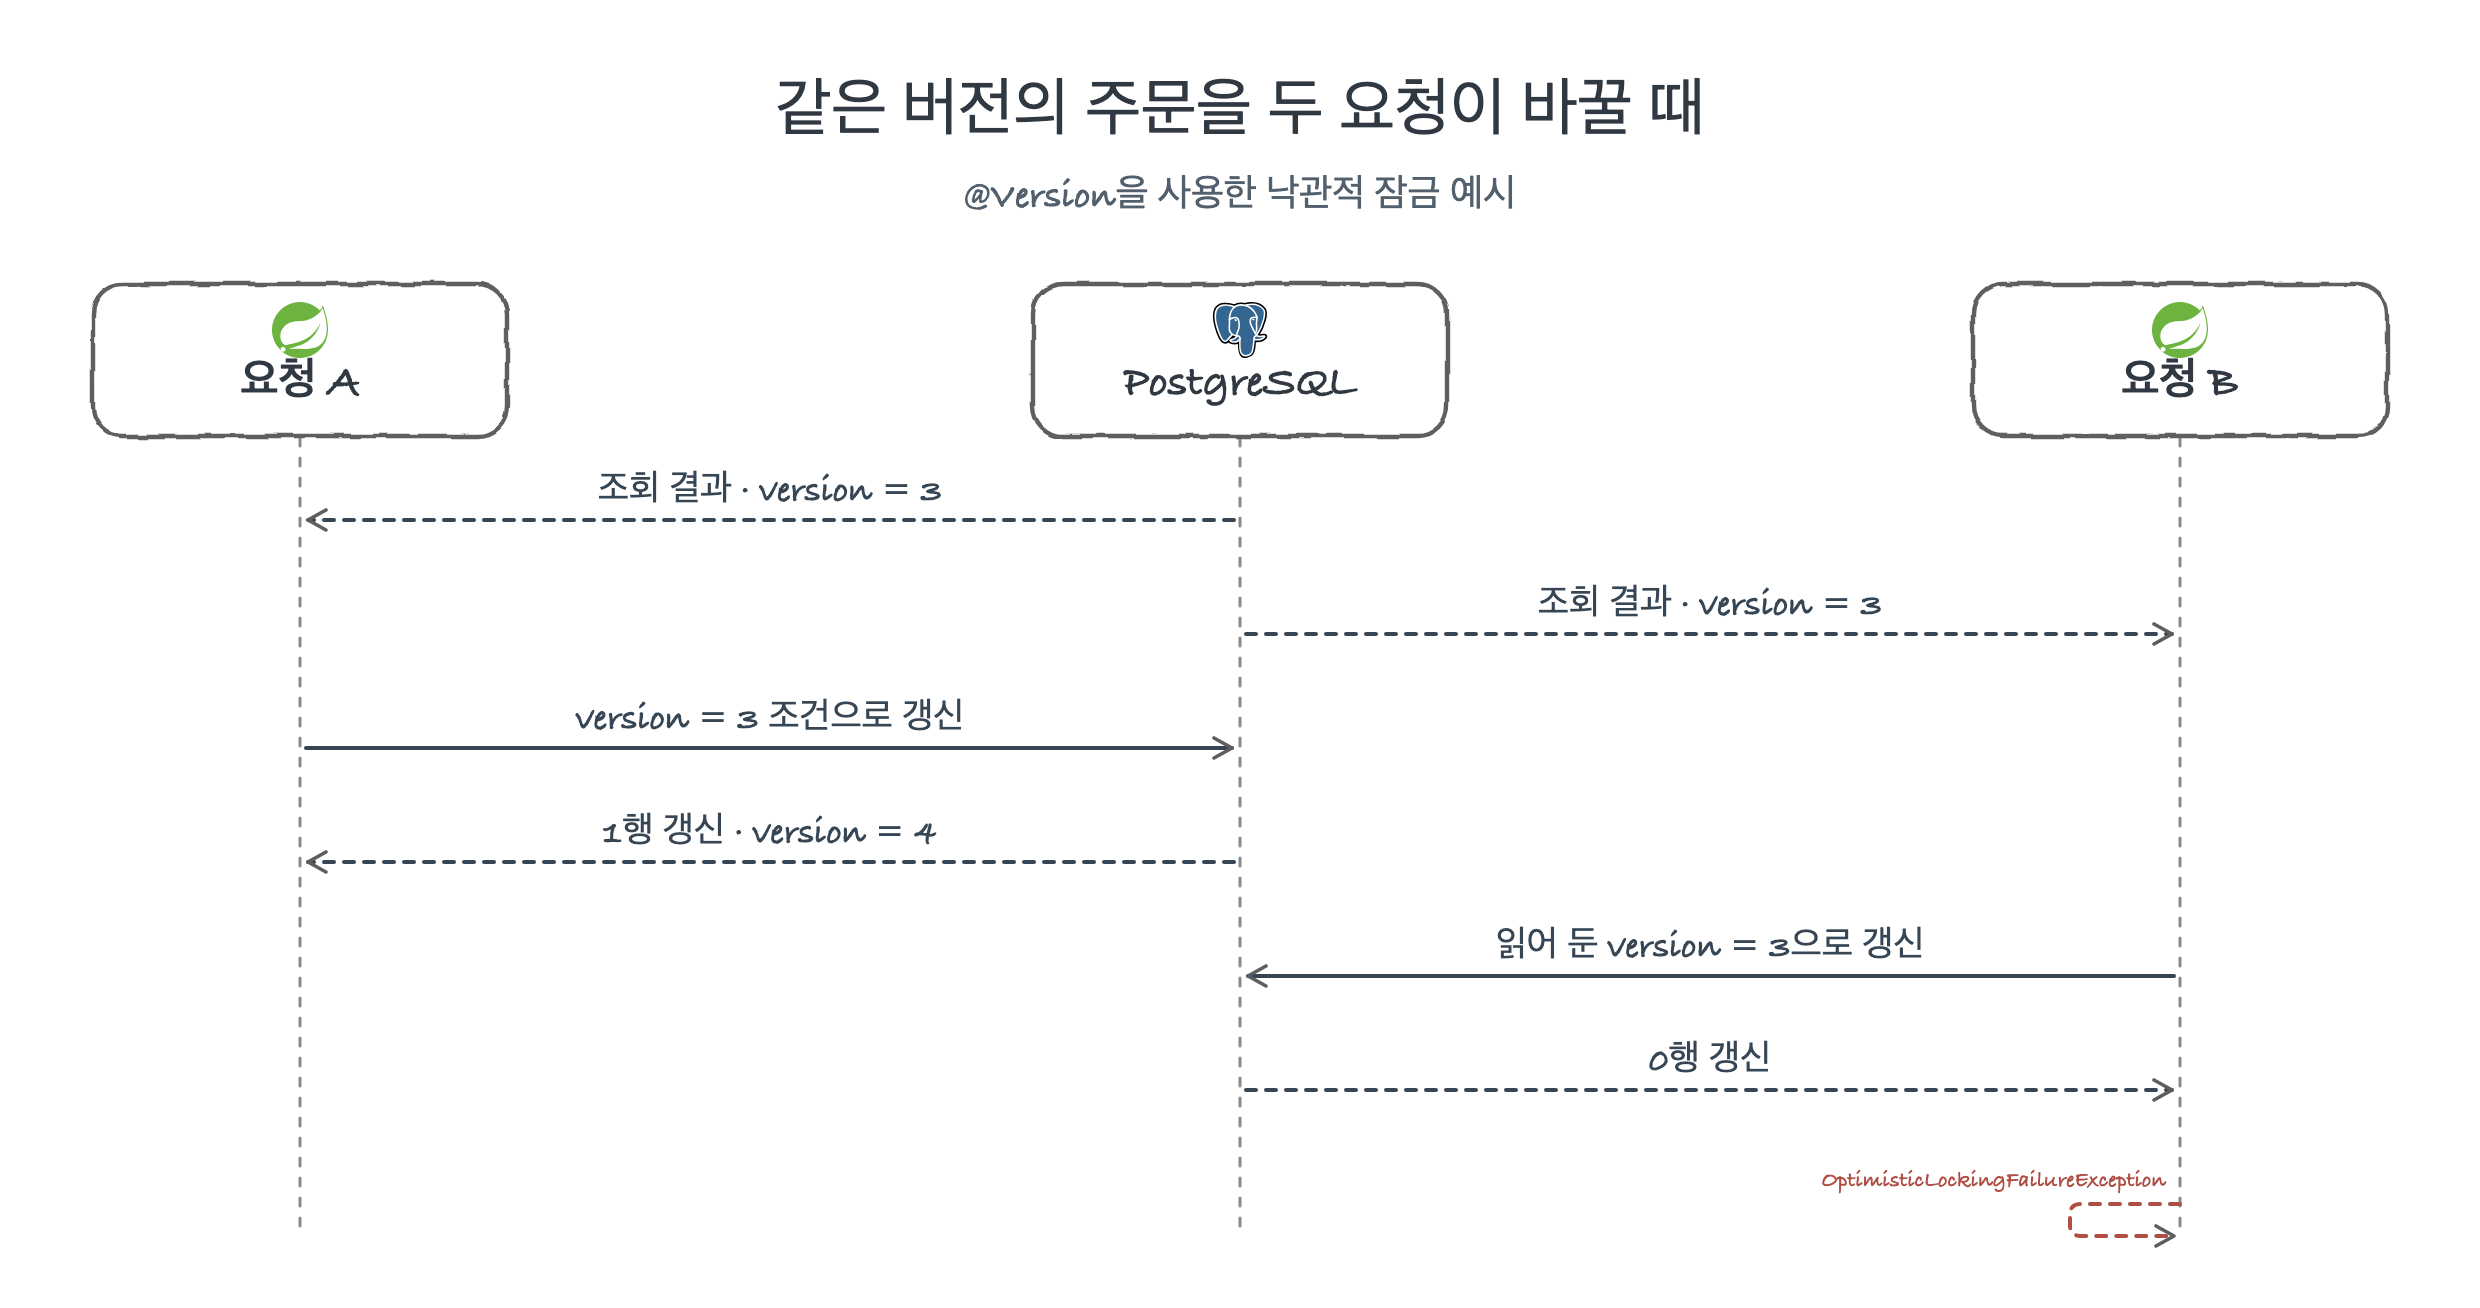 같은 버전의 주문을 두 요청이 바꿀 때
@Version을 사용한 낙관적 잠금 예시
요청 A
PostgreSQL
요청 B
조회 결과 · version = 3
조회 결과 · version = 3
version = 3 조건으로 갱신
1행 갱신 · version = 4
읽어 둔 version = 3으로 갱신
0행 갱신
OptimisticLockingFailureException